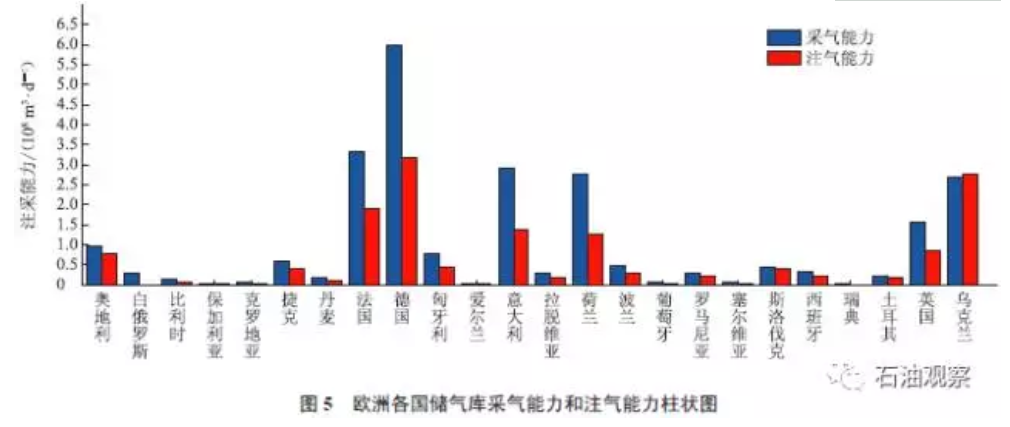 注采能力/(10⁸ m³·d⁻¹)
6.5
6.0
5.5
5.0
4.5
4.0
3.5
3.0
2.5
2.0
1.5
1.0
0.5
0
采气能力
注气能力
奥地利
白俄罗斯
比利时
保加利亚
克罗地亚
捷克
丹麦
法国
德国
匈牙利
爱尔兰
意大利
拉脱维亚
荷兰
波兰
葡萄牙
罗马尼亚
塞尔维亚
斯洛伐克
西班牙
瑞典
土耳其
英国
乌克兰
石油观察
图 5 欧洲各国储气库采气能力和注气能力柱状图